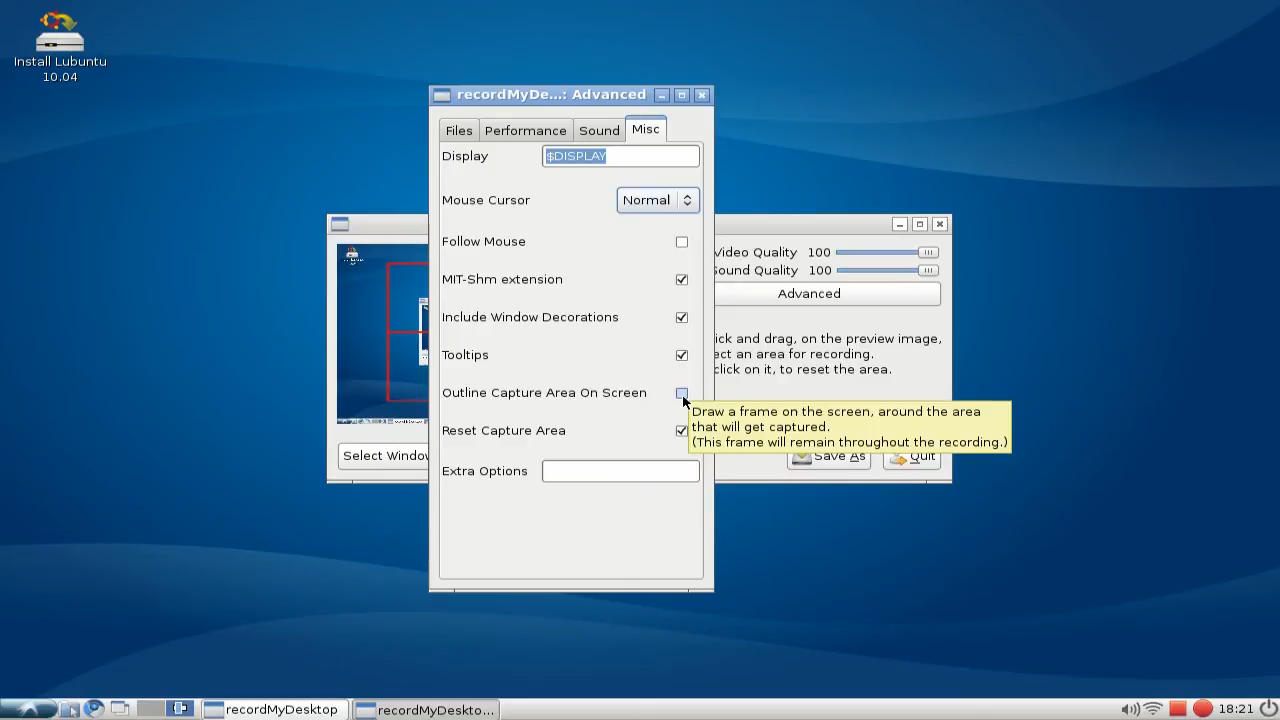 Install Lubuntu
10.04
recordMyDe...: Advanced
Files
Performance
Sound
Misc
Display
$DISPLAY
Mouse Cursor
Normal
Follow Mouse
MIT-Shm extension
Include Window Decorations
Tooltips
Outline Capture Area On Screen
Reset Capture Area
Extra Options
Video Quality 100
Sound Quality 100
Advanced
ick and drag, on the preview image,
ect an area for recording.
click on it, to reset the area.
Draw a frame on the screen, around the area
that will get captured.
(This frame will remain throughout the recording.)
Select Window
Save As
Quit
recordMyDesktop
recordMyDeskto...
18:21